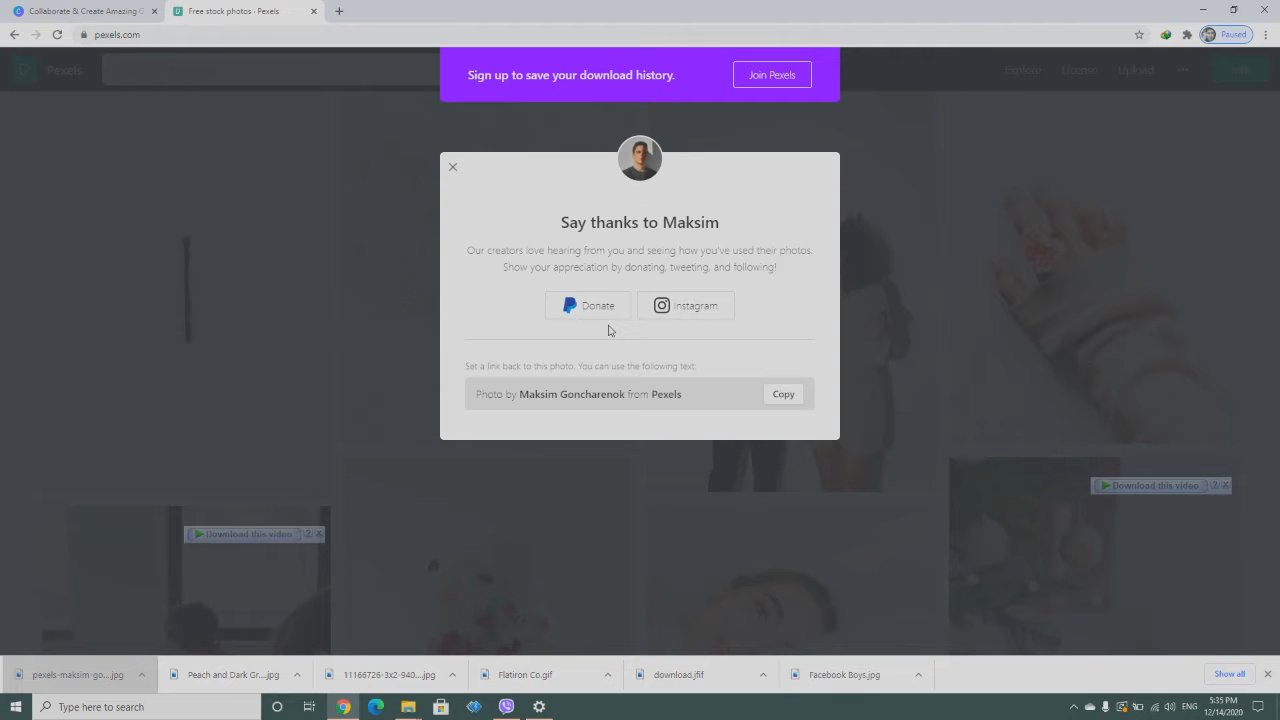 Collaborate & Create Amazing G
Free stock photos · Pexels
pexels.com
Paused
Pexels
Explore
License
Upload
Join
Sign up to save your download history.
Join Pexels
Say thanks to Maksim
Our creators love hearing from you and seeing how you've used their photos.
Show your appreciation by donating, tweeting, and following!
Donate
Instagram
Set a link back to this photo. You can use the following text:
Photo by Maksim Goncharenok from Pexels
Copy
Download this video
Download this video
pexels-maksim-go....jpg
Peach and Dark Gr....jpg
11166726-3x2-940....jpg
Flatiron Co.gif
download.jfif
Facebook Boys.jpg
Show all
Type here to search
5:35 PM
12/14/2020